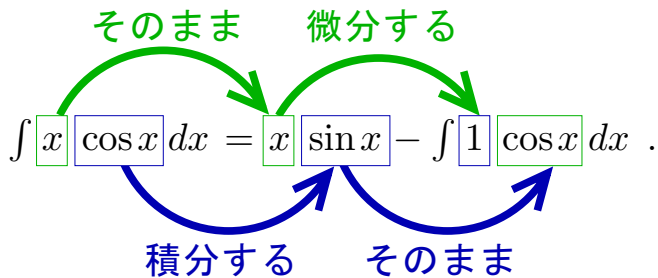 そのまま 微分する
∫ x cos x dx = x sin x − ∫ 1 cos x dx .
積分する そのまま